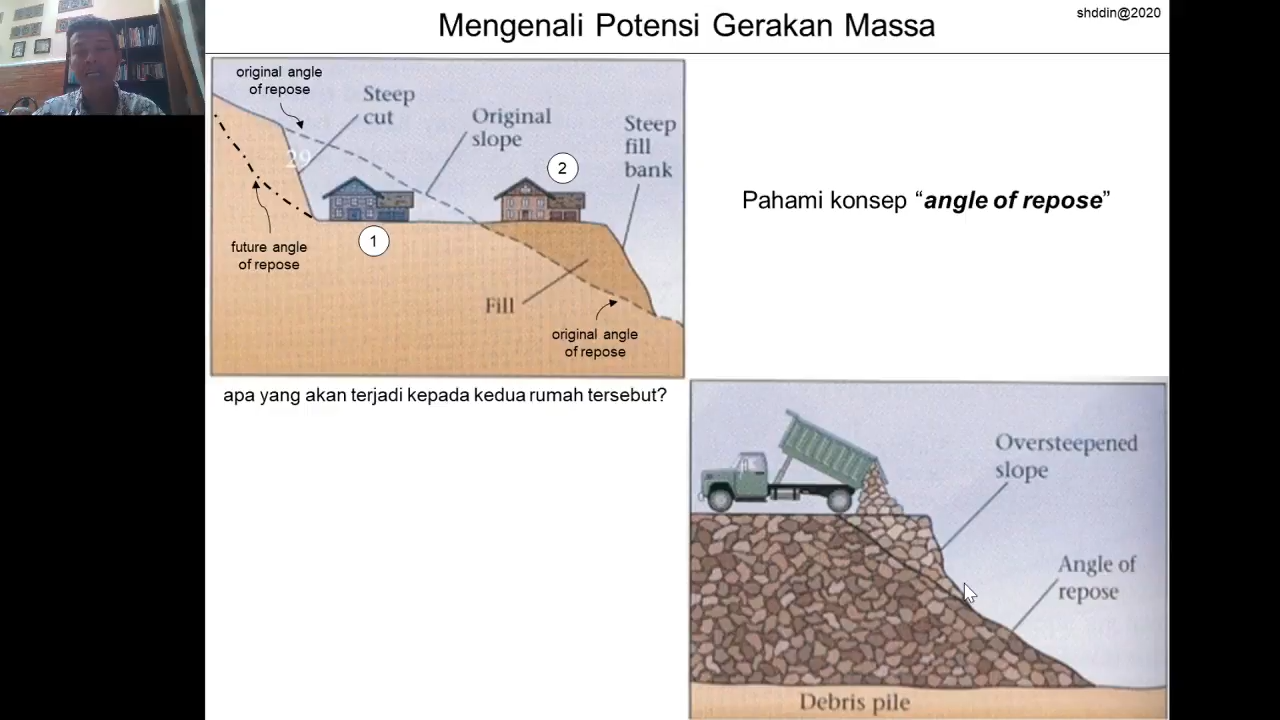 Mengenali Potensi Gerakan Massa
shddin@2020
original angle
of repose
Steep
cut
Original
slope
Steep
fill
bank
29
2
1
future angle
of repose
Fill
original angle
of repose
Pahami konsep “angle of repose”
apa yang akan terjadi kepada kedua rumah tersebut?
Oversteepened
slope
Angle of
repose
Debris pile